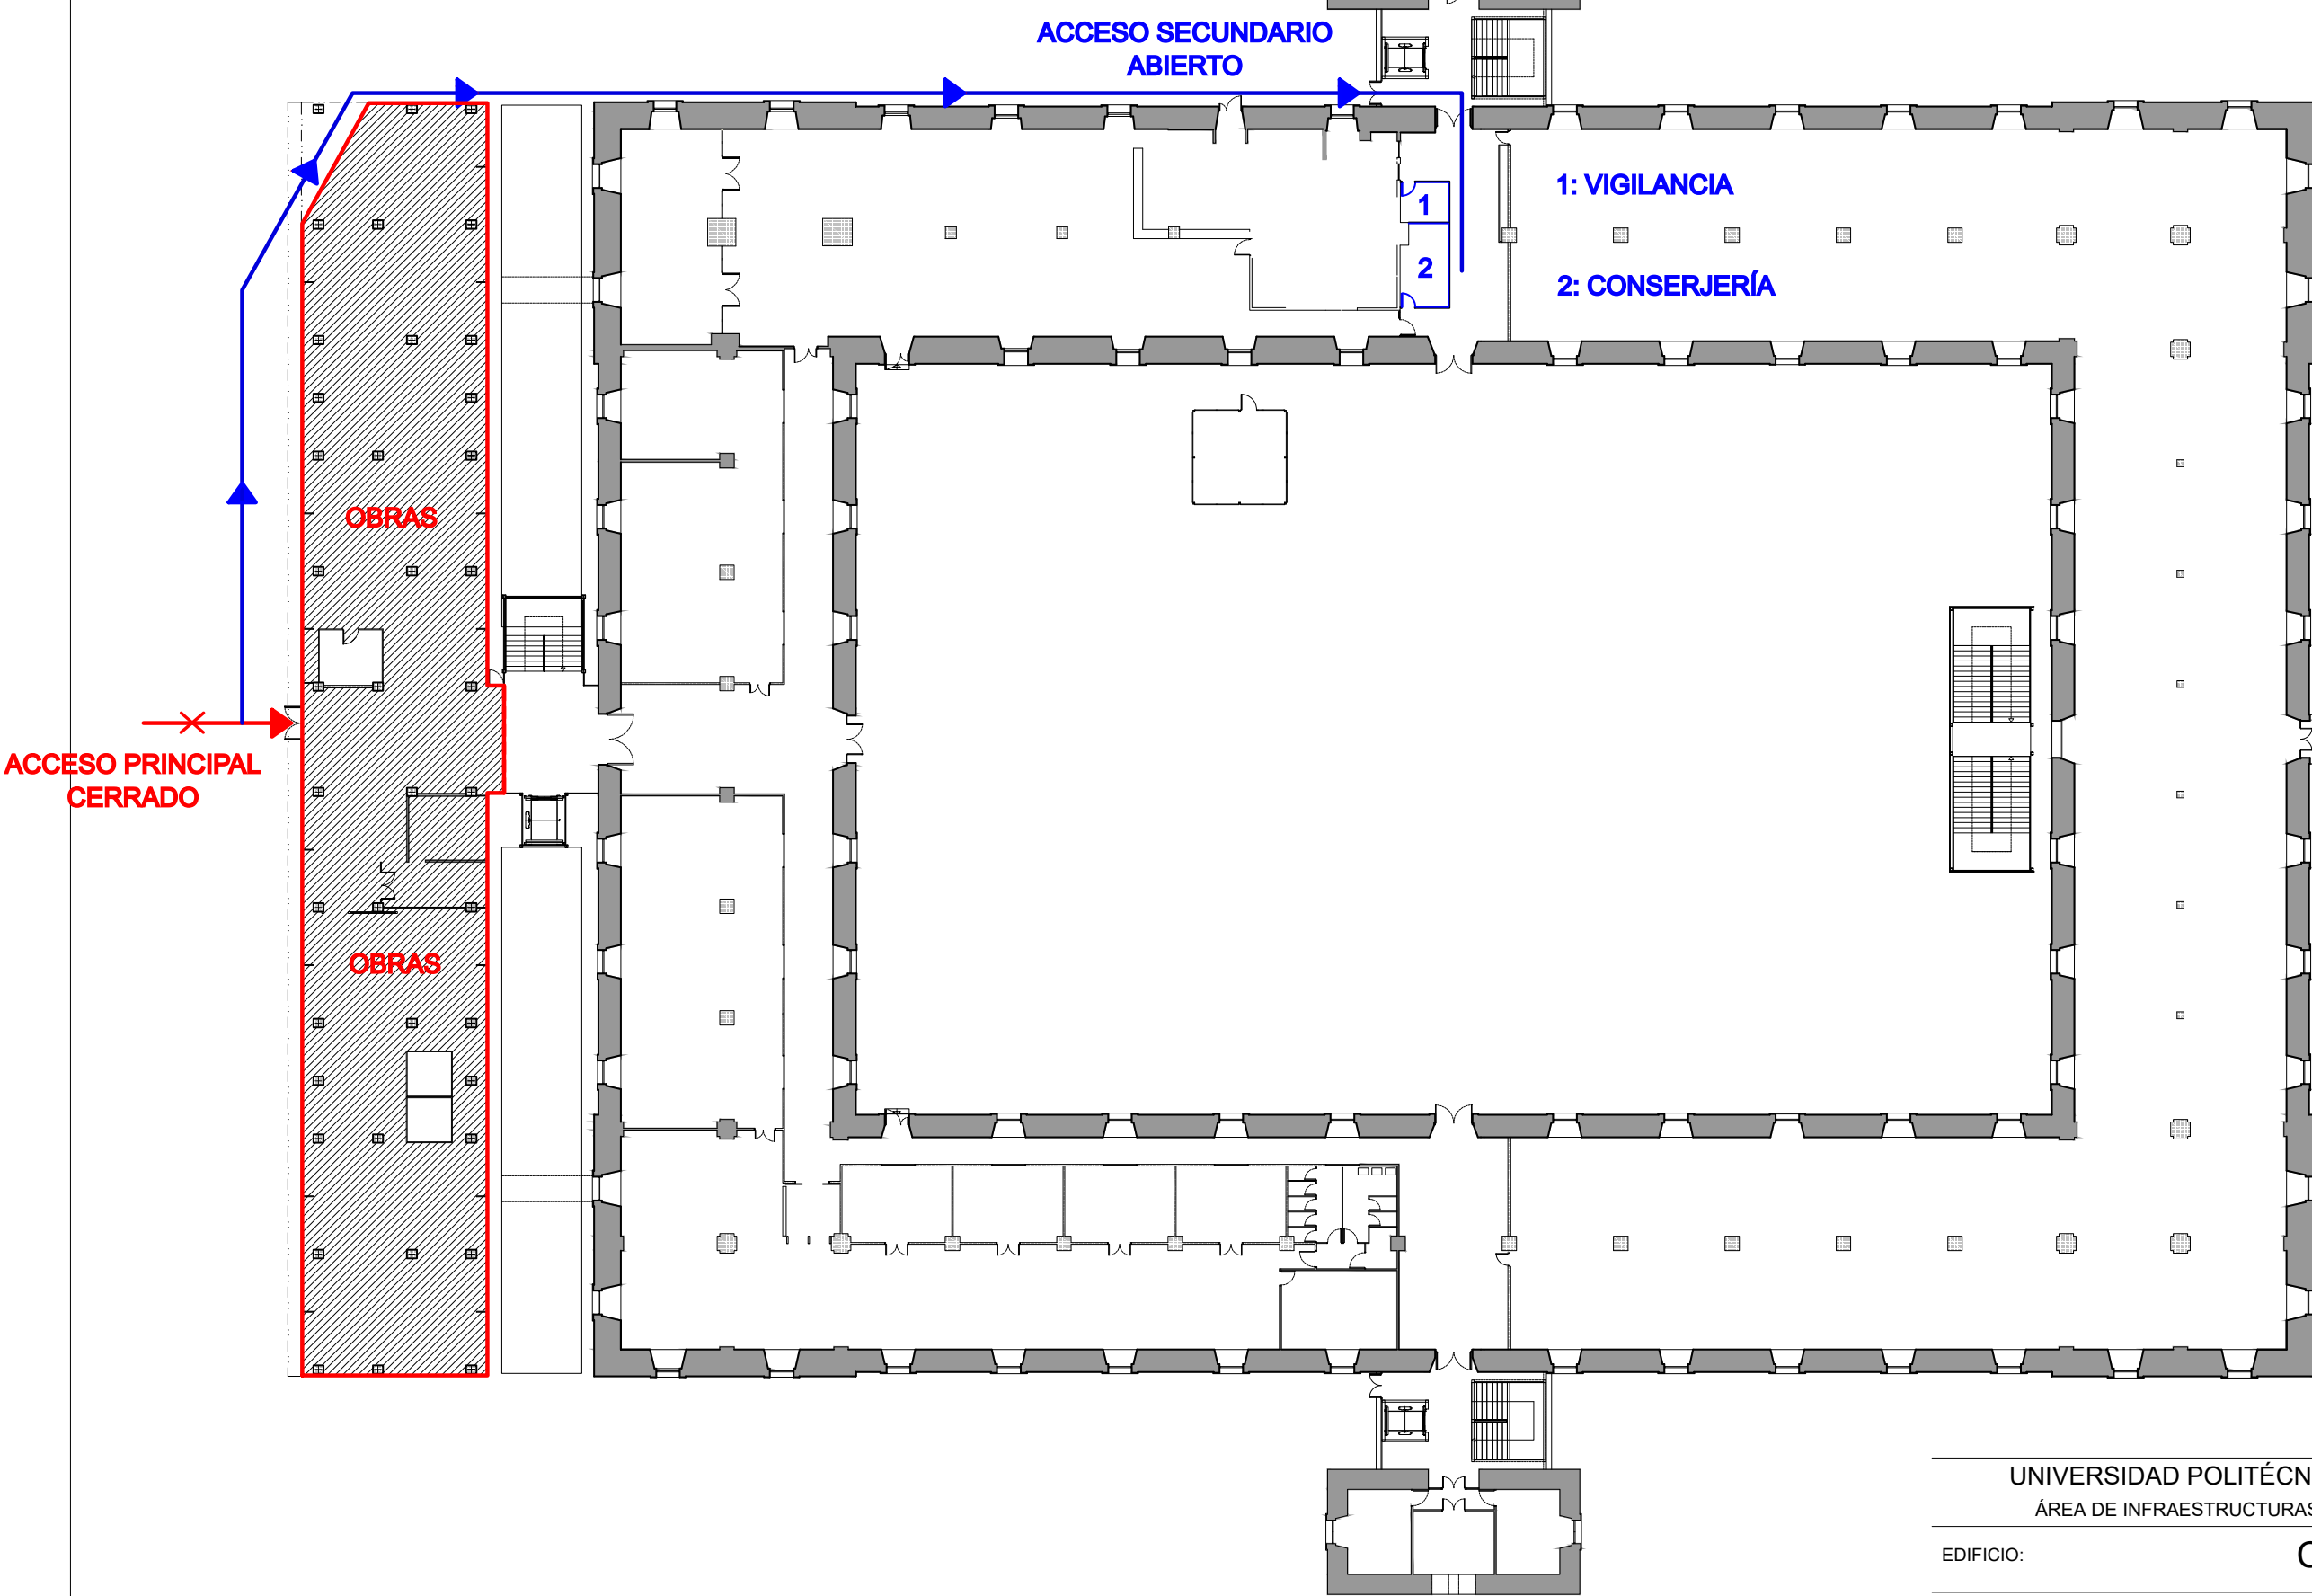 ACCESO SECUNDARIO
ABIERTO
1: VIGILANCIA
1
2
2: CONSERJERÍA
OBRAS
ACCESO PRINCIPAL
CERRADO
OBRAS
UNIVERSIDAD POLITÉCN
ÁREA DE INFRAESTRUCTURAS
EDIFICIO: